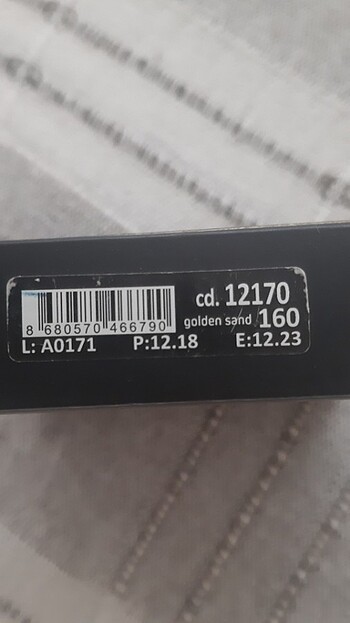 cd. 12170
golden sand 160
8 680570 466790
L: A0171 P:12.18 E:12.23